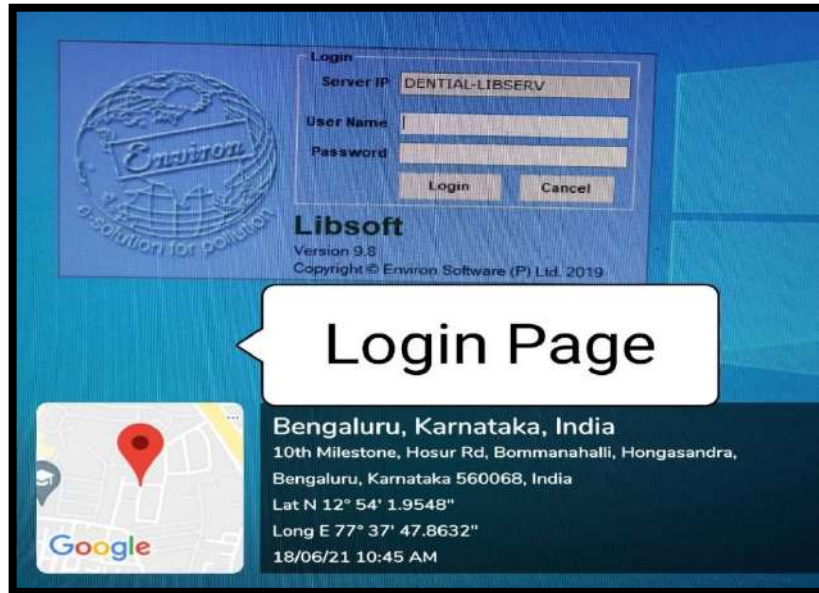 Login
Server IP DENTIAL-LIBSERV
User Name
Password
Login Cancel
Environ
e-solution for pollution
Libsoft
Version 9.8
Copyright © Environ Software (P) Ltd. 2019
Login Page
Google
Bengaluru, Karnataka, India
10th Milestone, Hosur Rd, Bommanahalli, Hongasandra,
Bengaluru, Karnataka 560068, India
Lat N 12° 54' 1.9548"
Long E 77° 37' 47.8632"
18/06/21 10:45 AM